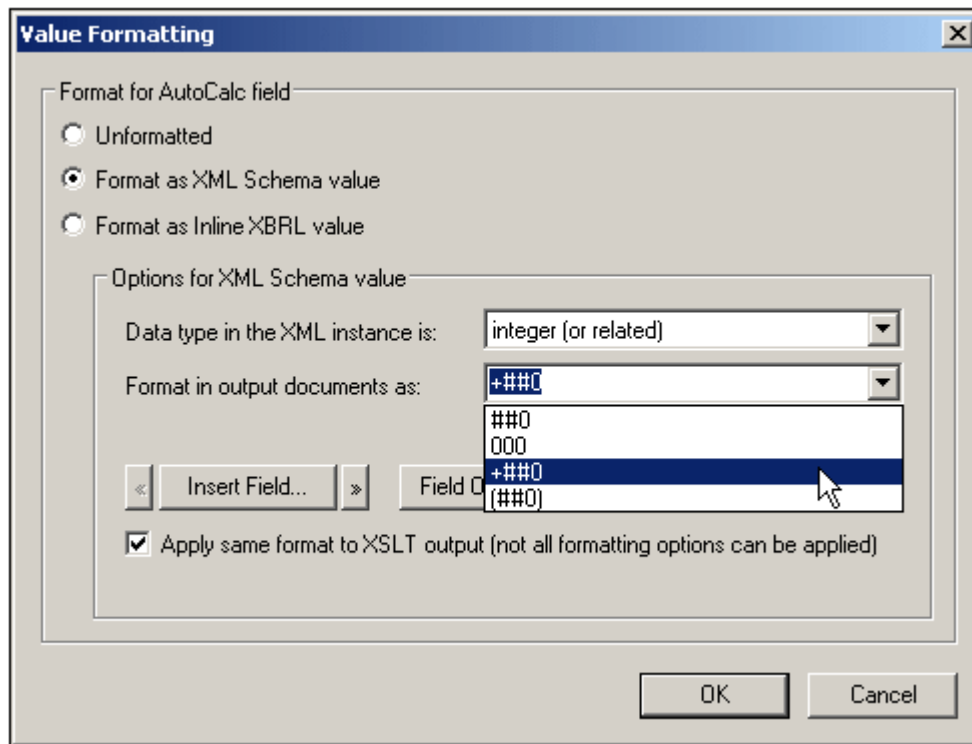 Value Formatting
Format for AutoCalc field
Unformatted
Format as XML Schema value
Format as Inline XBRL value
Options for XML Schema value
Data type in the XML instance is: integer (or related)
Format in output documents as: +##0
##0
000
+##0
(##0)
« Insert Field... » Field O
Apply same format to XSLT output (not all formatting options can be applied)
OK Cancel